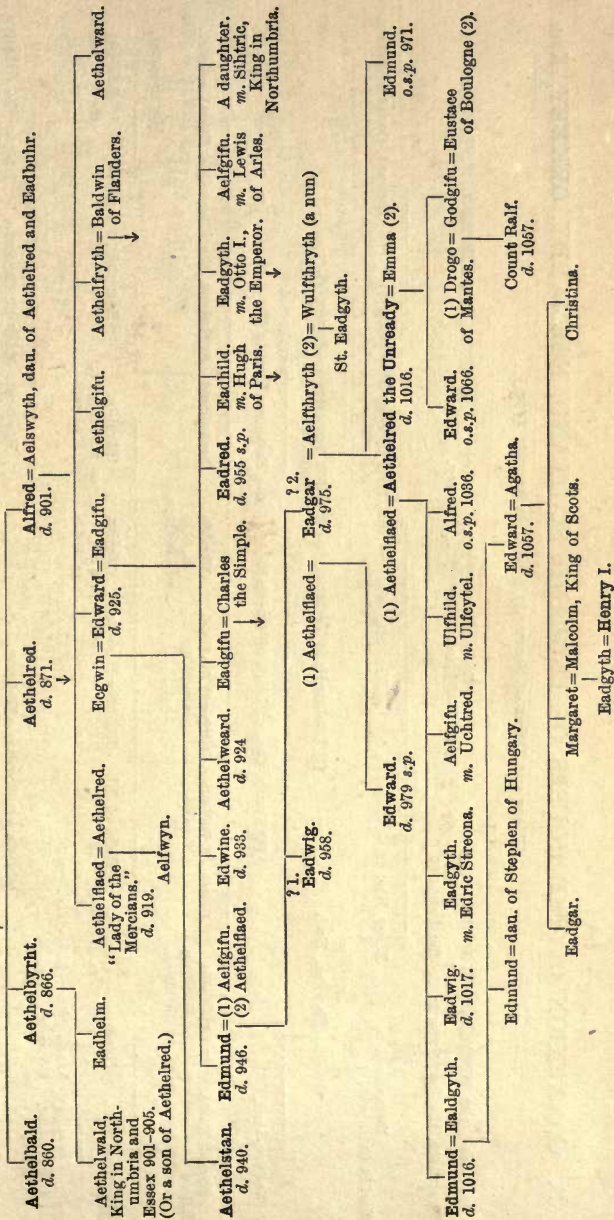 Aethelbald.
d. 860.
Aethelbyrht.
d. 866.
Aethelred.
d. 871.
Alfred = Aelswyth, dau. of Aethelred and Eadbuhr.
d. 901.
Aethelwald,
King in North-
umbria and
Essex 901–905.
(Or a son of Aethelred.)
Eadhelm.
Aethelflaed = Aethelred.
"Lady of the
Mercians."
d. 919.
Aelfwyn.
Ecgwin = Edward = Eadgifu.
d. 925.
Aethelgifu.
Aethelfryth = Baldwin
of Flanders.
Aethelward.
Aethelstan.
d. 940.
Edmund = (1) Aelfgifu.
d. 946. (2) Aethelflaed.
Edwine.
d. 933.
Aethelweard.
d. 924
Eadgifu = Charles
the Simple.
Eadred.
d. 955 s.p.
Eadhild.
m. Hugh
of Paris.
Eadgyth.
m. Otto I.,
the Emperor.
Aelfgifu.
m. Lewis
of Arles.
A daughter.
m. Sihtric,
King in
Northumbria.
? 1.
Eadwig.
d. 958.
? 2.
(1) Aethelflaed = Eadgar = Aelfthryth (2) = Wulfthryth (a nun)
d. 975.
St. Eadgyth.
Edward.
d. 979 s.p.
(1) Aethelflaed = Aethelred the Unready = Emma (2).
d. 1016.
Edmund.
o.s.p. 971.
Edmund = Ealdgyth.
d. 1016.
Eadwig.
d. 1017.
Eadgyth.
m. Edric Streona.
Aelfgifu.
m. Uchtred.
Ulfhild.
m. Ulfcytel.
Alfred.
o.s.p. 1036.
Edward.
o.s.p. 1066.
(1) Drogo = Godgifu = Eustace
of Mantes. of Boulogne (2).
Count Ralf.
d. 1057.
Edmund = dau. of Stephen of Hungary.
Edward = Agatha.
d. 1057.
Eadgar.
Margaret = Malcolm, King of Scots.
Christina.
Eadgyth = Henry I.